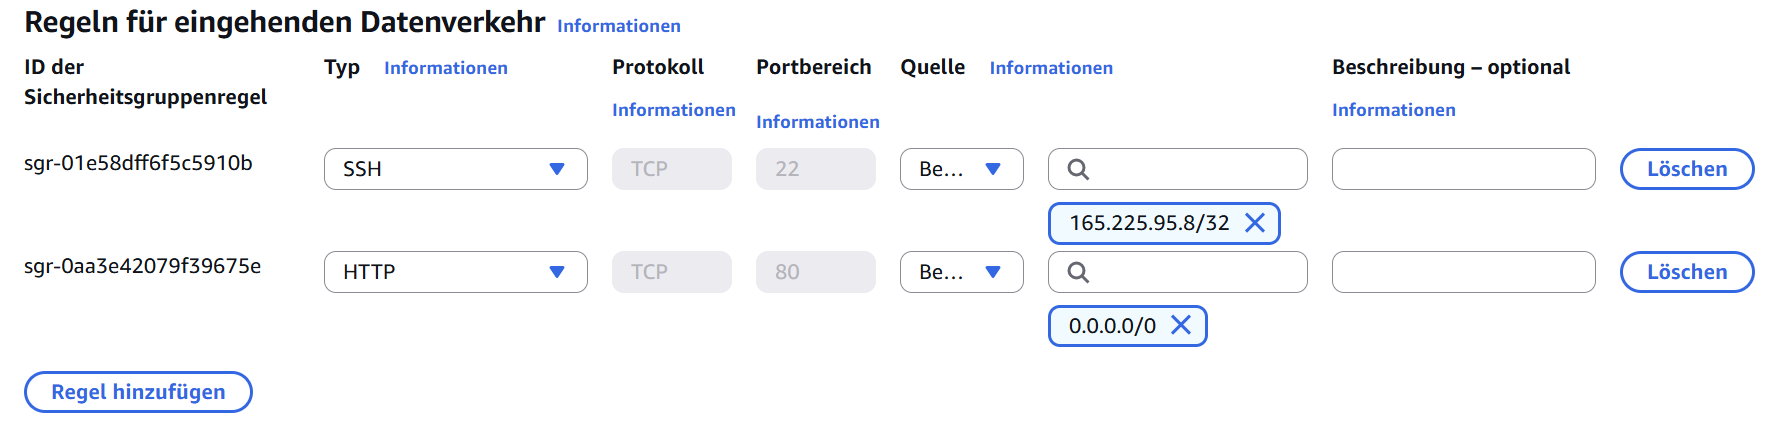 Regeln für eingehenden Datenverkehr Informationen
ID der Sicherheitsgruppenregel
Typ Informationen
Protokoll Informationen
Portbereich Informationen
Quelle Informationen
Beschreibung – optional Informationen
sgr-01e58dff6f5c5910b SSH TCP 22 Be... Löschen
165.225.95.8/32
sgr-0aa3e42079f39675e HTTP TCP 80 Be... Löschen
0.0.0.0/0
Regel hinzufügen